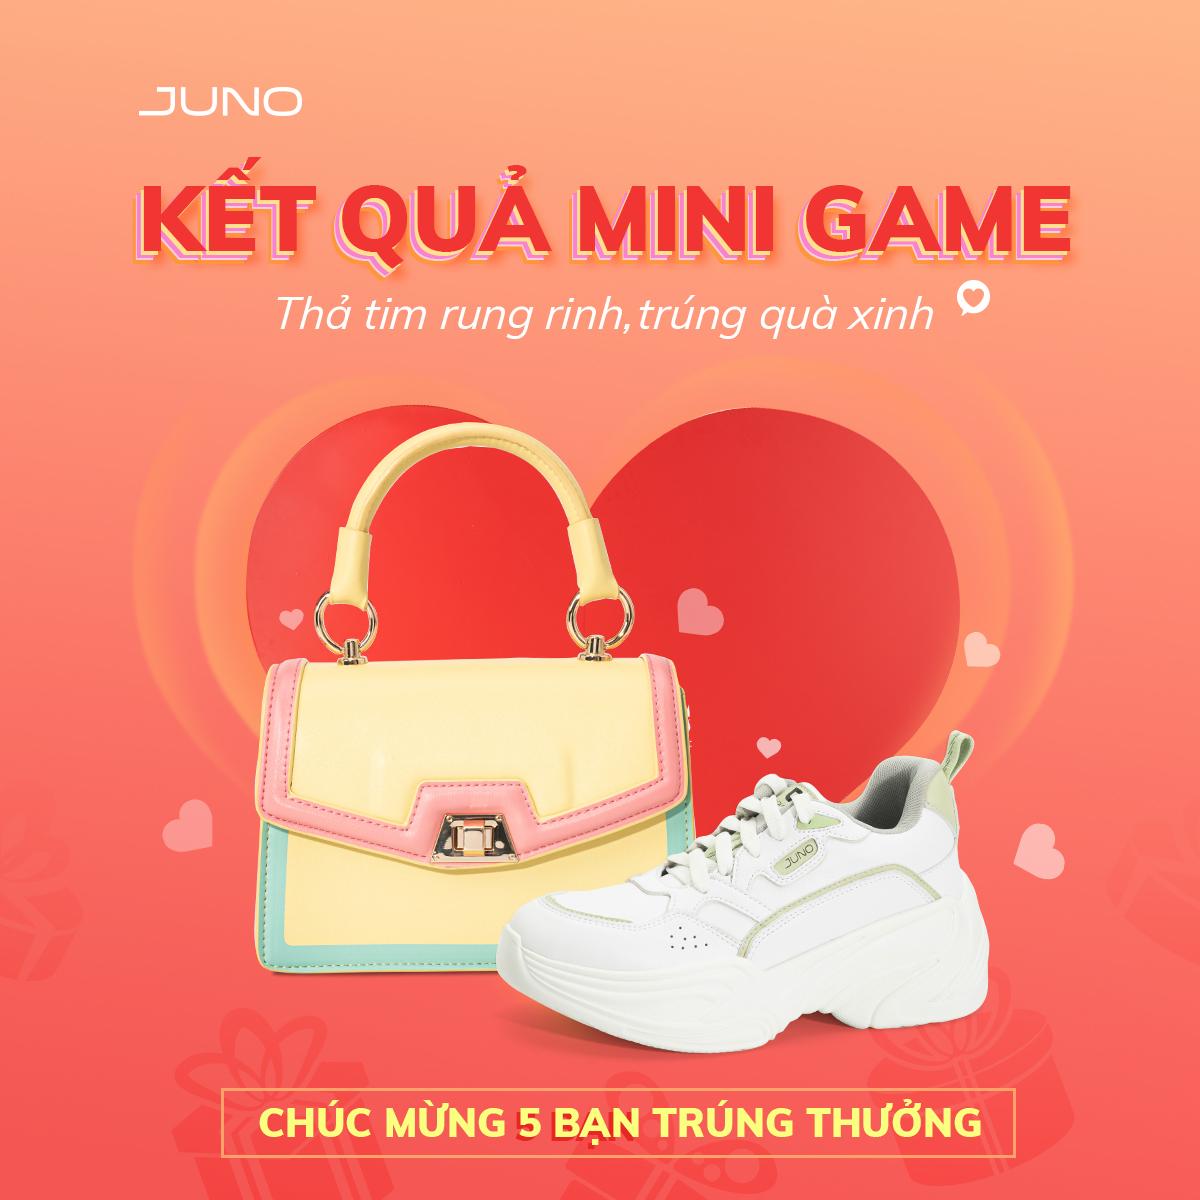 JUNO
KẾT QUẢ MINI GAME
Thả tim rung rinh, trúng quà xinh
JUNO
CHÚC MỪNG 5 BẠN TRÚNG THƯỞNG